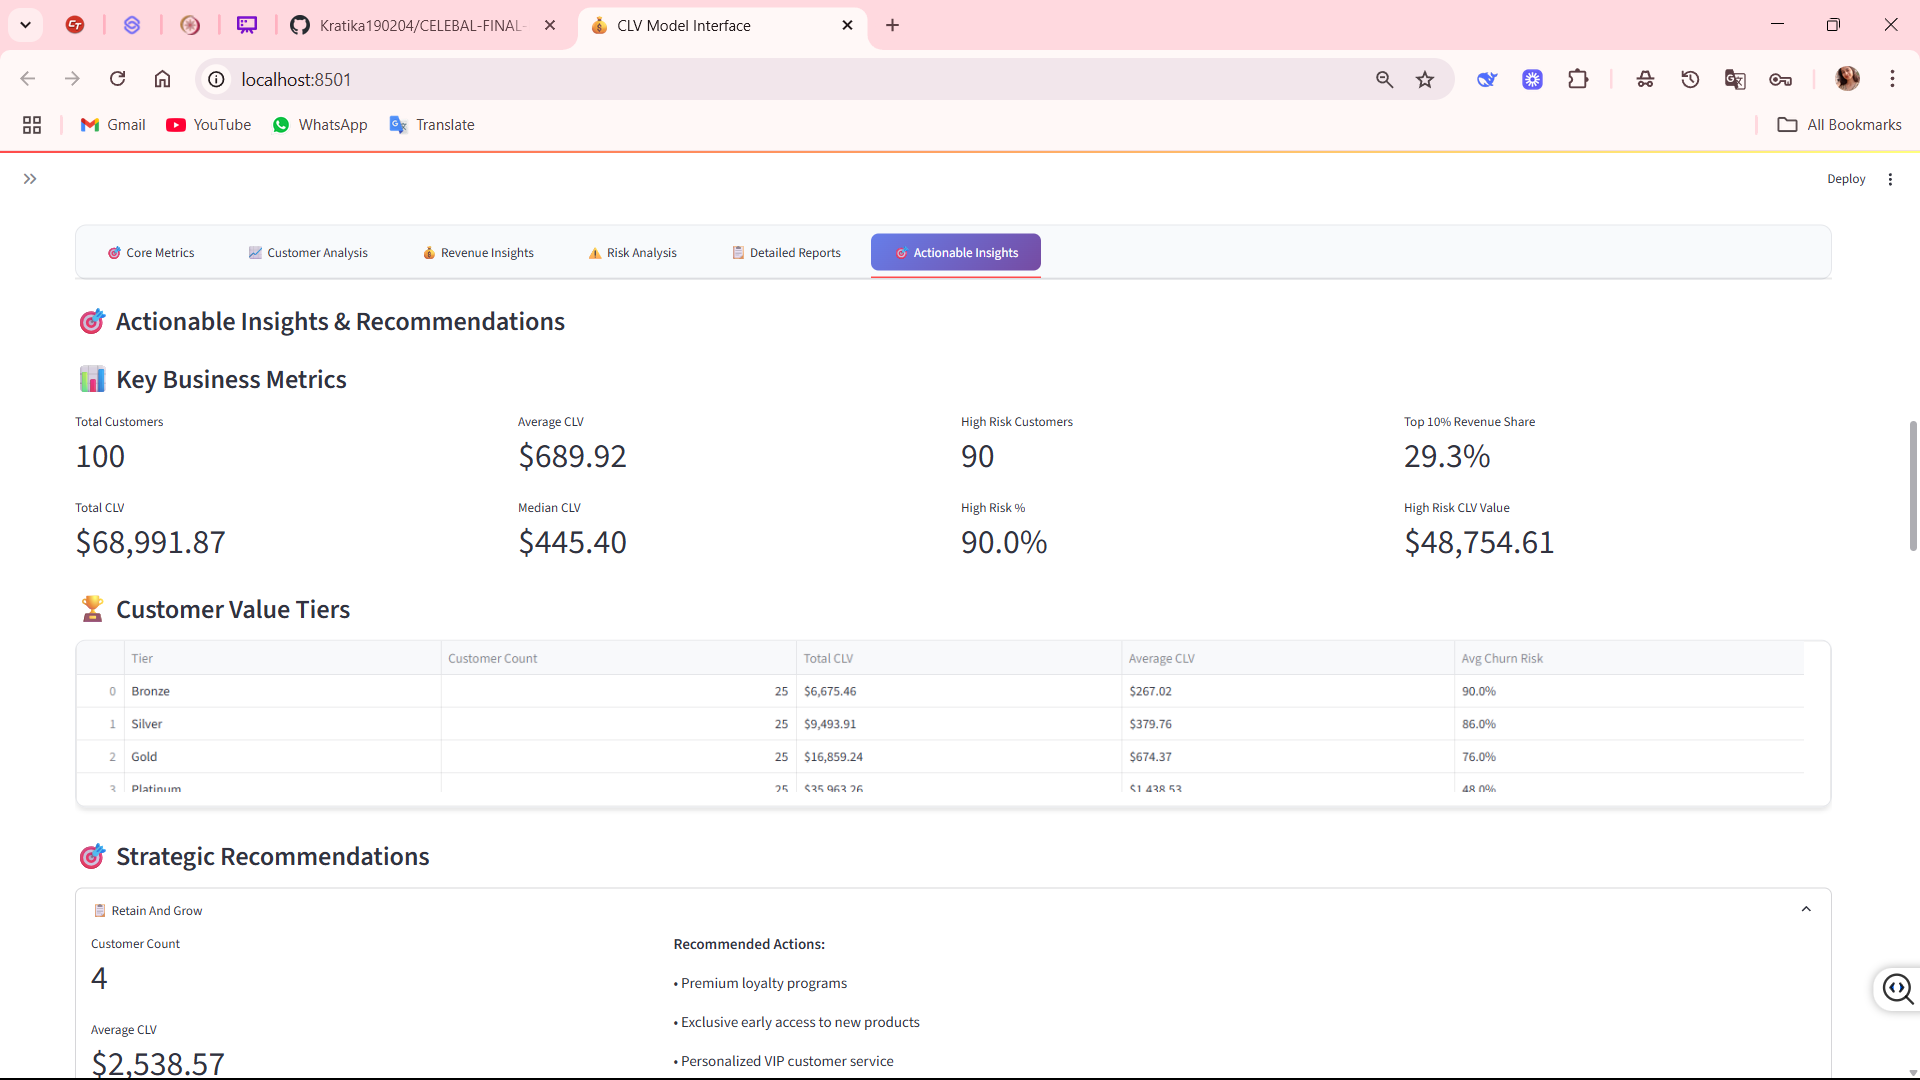 Kratika190204/CELEBAL-FINAL-
CLV Model Interface
localhost:8501
Gmail
YouTube
WhatsApp
Translate
All Bookmarks
Deploy
Core Metrics
Customer Analysis
Revenue Insights
Risk Analysis
Detailed Reports
Actionable Insights
Actionable Insights & Recommendations
Key Business Metrics
Total Customers Average CLV High Risk Customers Top 10% Revenue Share
100 $689.92 90 29.3%
Total CLV Median CLV High Risk % High Risk CLV Value
$68,991.87 $445.40 90.0% $48,754.61
Customer Value Tiers
Tier Customer Count Total CLV Average CLV Avg Churn Risk
0 Bronze 25 $6,675.46 $267.02 90.0%
1 Silver 25 $9,493.91 $379.76 86.0%
2 Gold 25 $16,859.24 $674.37 76.0%
3 Platinum 25 $35,963.26 $1,438.53 48.0%
Strategic Recommendations
Retain And Grow
Customer Count
4
Average CLV
$2,538.57
Recommended Actions:
• Premium loyalty programs
• Exclusive early access to new products
• Personalized VIP customer service